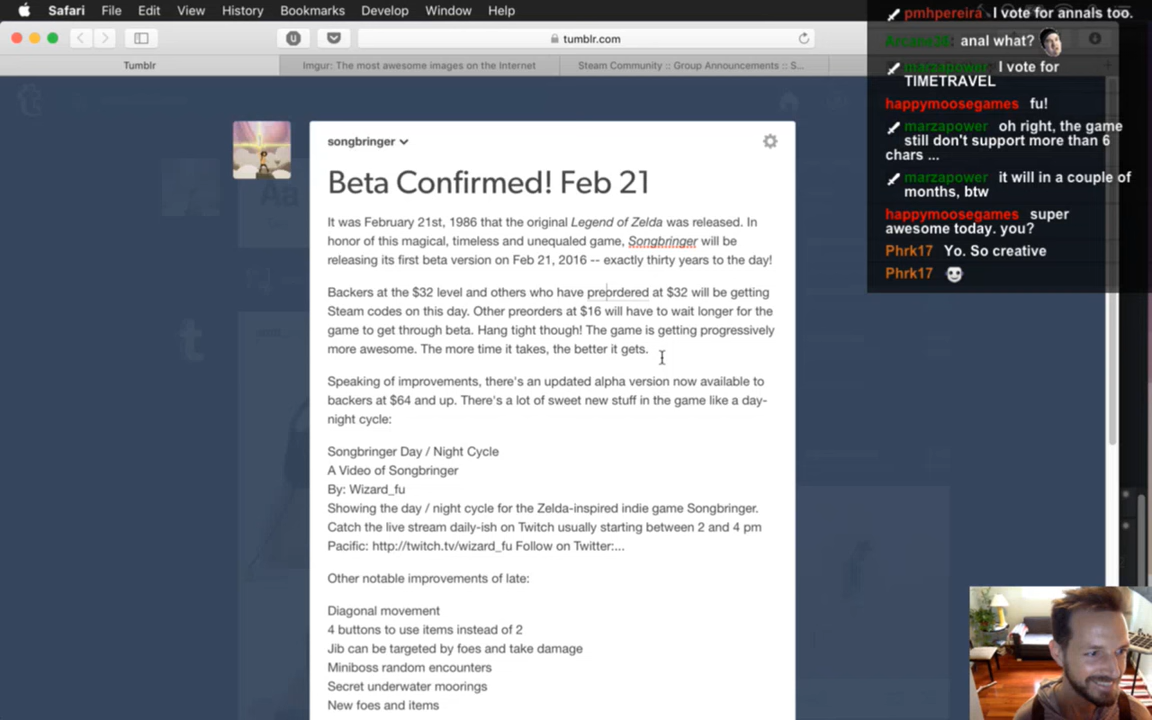 Safari File Edit View History Bookmarks Develop Window Help
tumblr.com
Tumblr
Imgur: The most awesome images on the Internet
Steam Community :: Group Announcements :: S...
songbringer
Beta Confirmed! Feb 21
It was February 21st, 1986 that the original Legend of Zelda was released. In
honor of this magical, timeless and unequaled game, Songbringer will be
releasing its first beta version on Feb 21, 2016 -- exactly thirty years to the day!
Backers at the $32 level and others who have preordered at $32 will be getting
Steam codes on this day. Other preorders at $16 will have to wait longer for the
game to get through beta. Hang tight though! The game is getting progressively
more awesome. The more time it takes, the better it gets.
Speaking of improvements, there's an updated alpha version now available to
backers at $64 and up. There's a lot of sweet new stuff in the game like a day-
night cycle:
Songbringer Day / Night Cycle
A Video of Songbringer
By: Wizard_fu
Showing the day / night cycle for the Zelda-inspired indie game Songbringer.
Catch the live stream daily-ish on Twitch usually starting between 2 and 4 pm
Pacific: http://twitch.tv/wizard_fu Follow on Twitter:...
Other notable improvements of late:
Diagonal movement
4 buttons to use items instead of 2
Jib can be targeted by foes and take damage
Miniboss random encounters
Secret underwater moorings
New foes and items
pmhpereira I vote for annals too.
anal what?
marzapower I vote for
TIMETRAVEL
happymoosegames fu!
marzapower oh right, the game
still don't support more than 6
chars ...
marzapower it will in a couple of
months, btw
happymoosegames super
awesome today. you?
Phrk17 Yo. So creative
Phrk17